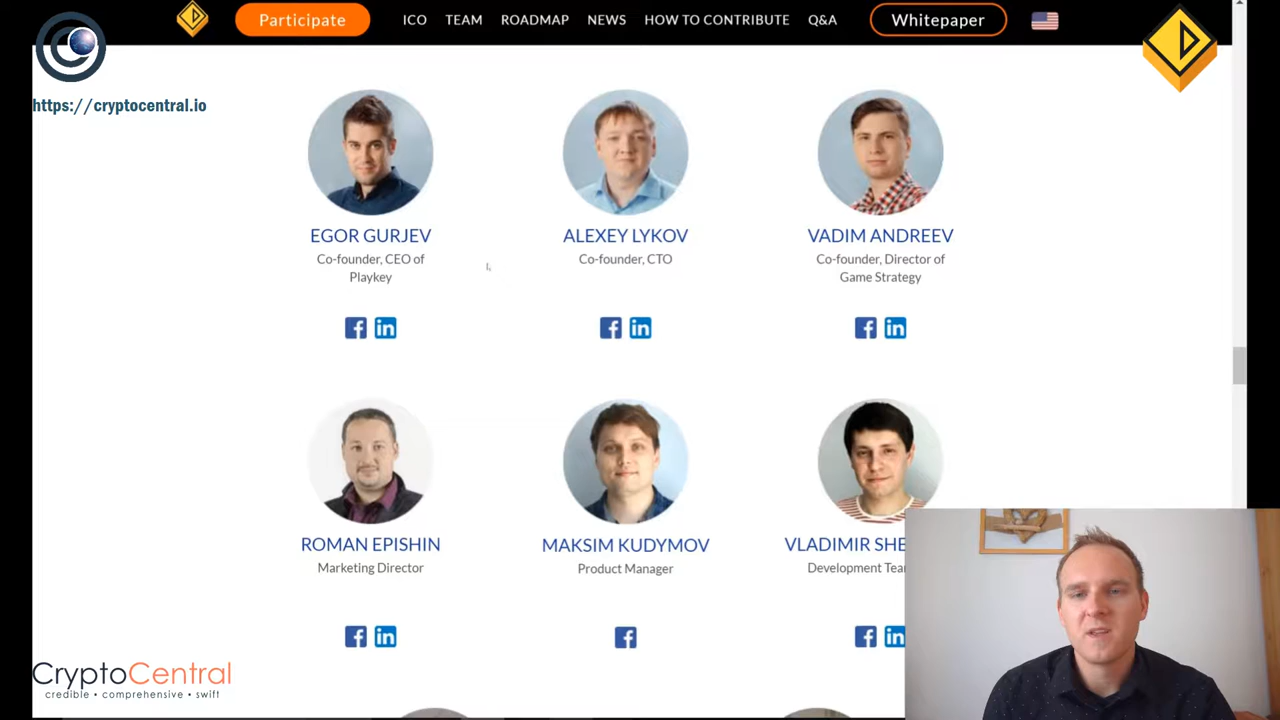 Participate
ICO
TEAM
ROADMAP
NEWS
HOW TO CONTRIBUTE
Q&A
Whitepaper
https://cryptocentral.io
EGOR GURJEV
Co-founder, CEO of
Playkey
ALEXEY LYKOV
Co-founder, CTO
VADIM ANDREEV
Co-founder, Director of
Game Strategy
ROMAN EPISHIN
Marketing Director
MAKSIM KUDYMOV
Product Manager
VLADIMIR
Development
CryptoCentral
credible • comprehensive • swift